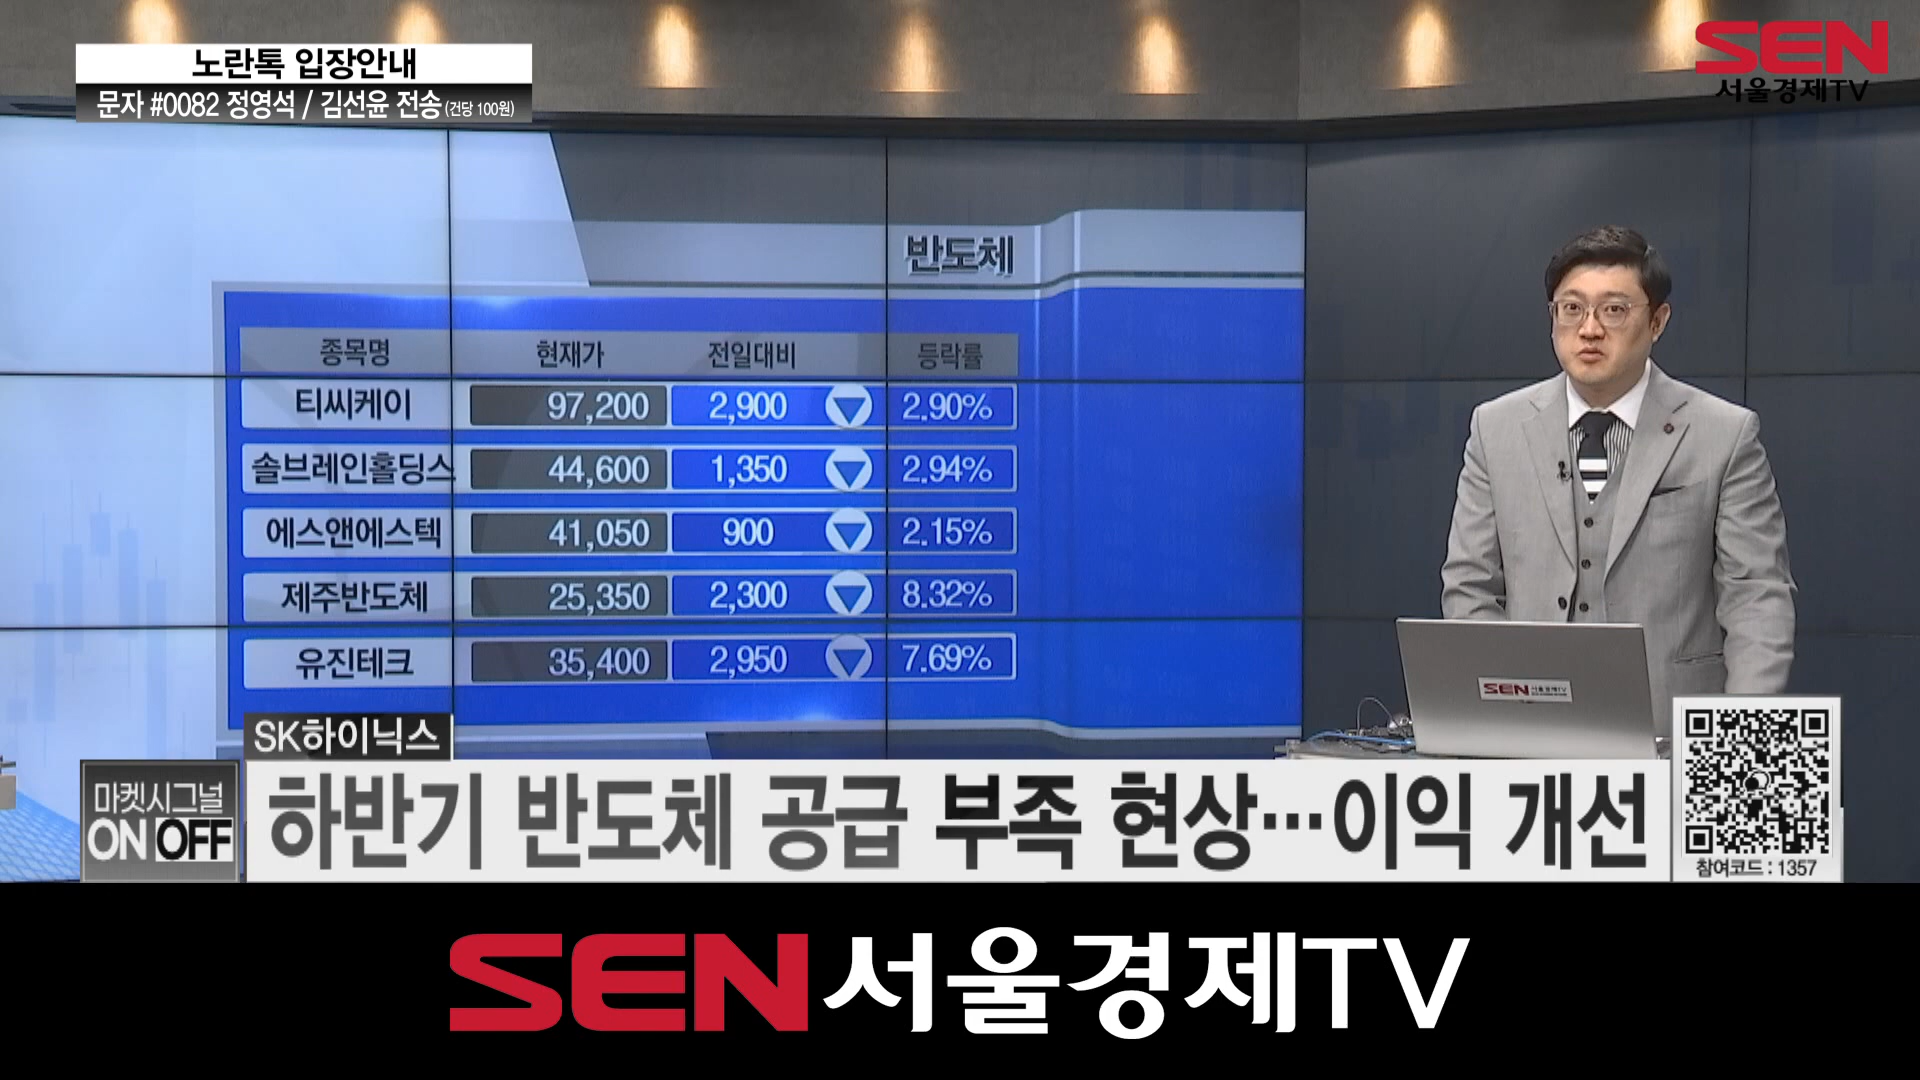 노란톡 입장안내
문자 #0082 정영석 / 김선윤 전송 (건당 100원)
SEN
서울경제TV
반도체
종목명 현재가 전일대비 등락률
티씨케이 97,200 2,900 ▼ 2.90%
솔브레인홀딩스 44,600 1,350 ▼ 2.94%
에스앤에스텍 41,050 900 ▼ 2.15%
제주반도체 25,350 2,300 ▼ 8.32%
유진테크 35,400 2,950 ▼ 7.69%
SEN 서울경제TV
SK하이닉스
마켓시그널
ON OFF
하반기 반도체 공급 부족 현상…이익 개선
참여코드 : 1357
SEN 서울경제TV